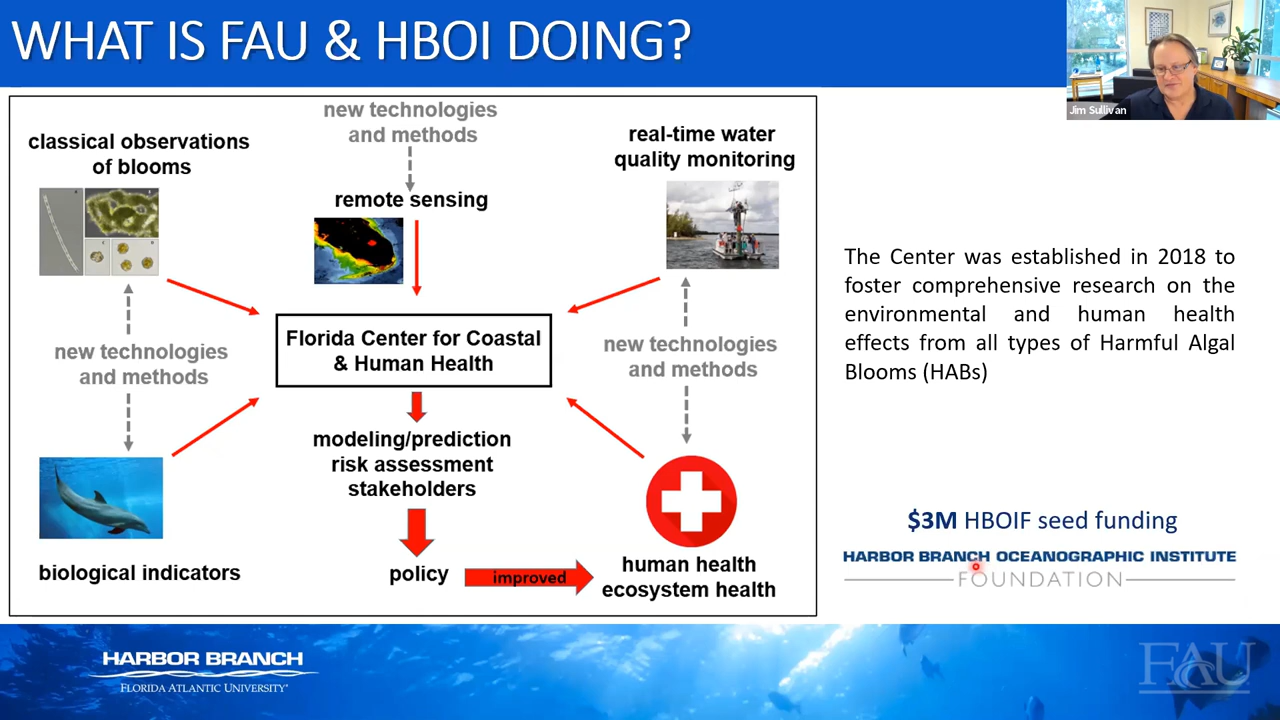 WHAT IS FAU & HBOI DOING?
Jim Sullivan
classical observations
of blooms
new technologies
and methods
remote sensing
real-time water
quality monitoring
new technologies
and methods
Florida Center for Coastal
& Human Health
new technologies
and methods
modeling/prediction
risk assessment
stakeholders
biological indicators
policy
improved
human health
ecosystem health
The Center was established in 2018 to
foster comprehensive research on the
environmental and human health
effects from all types of Harmful Algal
Blooms (HABs)
$3M HBOIF seed funding
HARBOR BRANCH OCEANOGRAPHIC INSTITUTE
FOUNDATION
HARBOR BRANCH
FLORIDA ATLANTIC UNIVERSITY
FAU